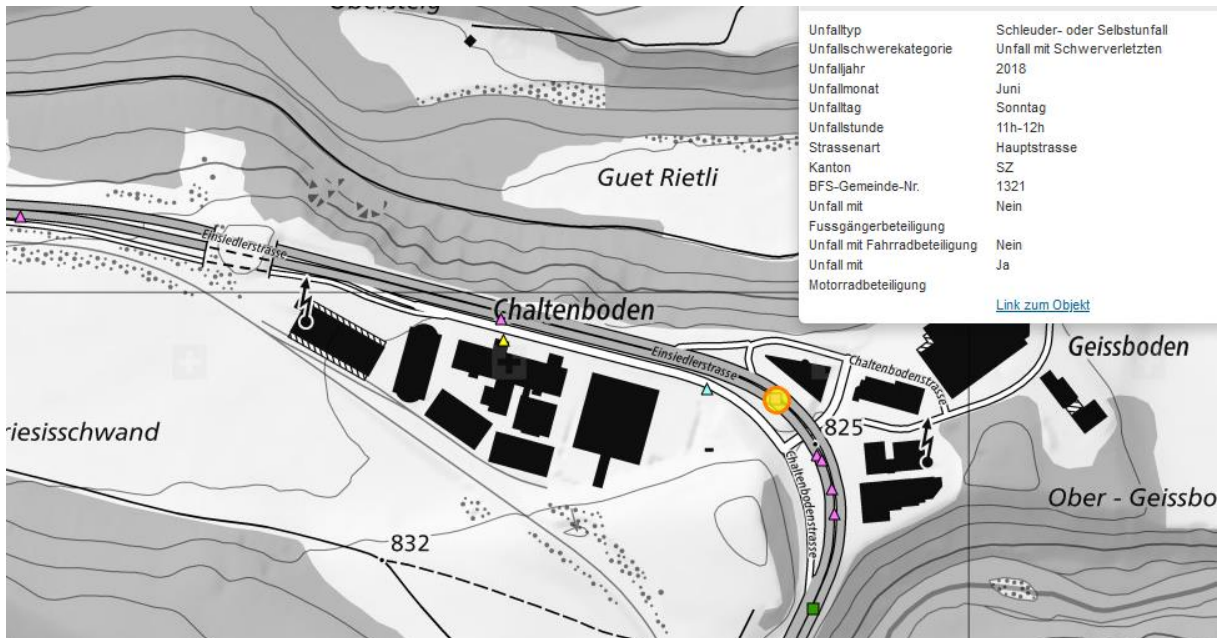 Obersteig
Unfalltyp Schleuder- oder Selbstunfall
Unfallschwerekategorie Unfall mit Schwerverletzten
Unfalljahr 2018
Unfallmonat Juni
Unfalltag Sonntag
Unfallstunde 11h-12h
Strassenart Hauptstrasse
Kanton SZ
BFS-Gemeinde-Nr. 1321
Unfall mit Nein
Fussgängerbeteiligung
Unfall mit Fahrradbeteiligung Nein
Unfall mit Ja
Motorradbeteiligung
Link zum Objekt
Guet Rietli
Einsiedlerstrasse
Chaltenboden
Einsiedlerstrasse
Chaltenbodenstrasse
Geissboden
riesisschwand
825
Chaltenbodenstrasse
Ober - Geissbo
832